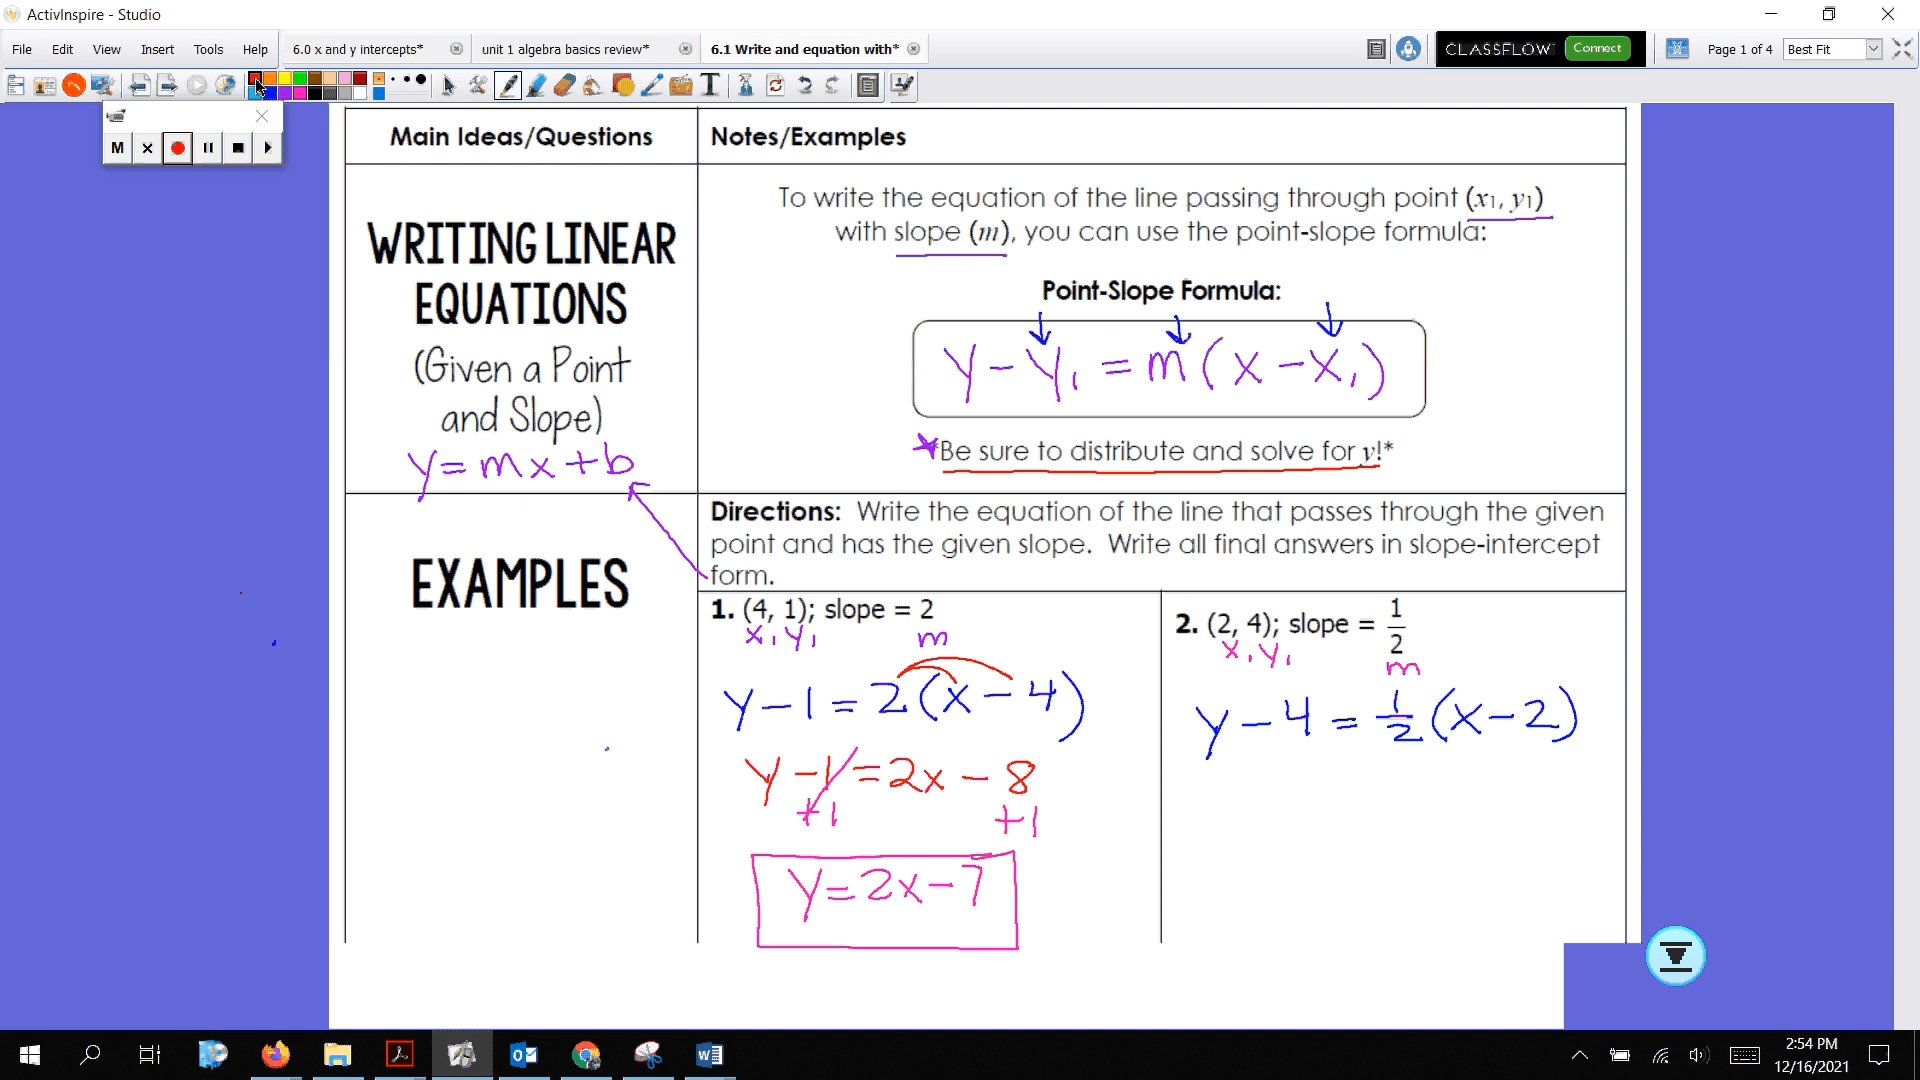 ActivInspire - Studio
File Edit View Insert Tools Help
6.0 x and y intercepts*
unit 1 algebra basics review*
6.1 Write and equation with*
CLASSFLOW Connect
Page 1 of 4
Best Fit
M
T
Main Ideas/Questions
Notes/Examples
WRITING LINEAR
EQUATIONS
(Given a Point
and Slope)
y = mx + b
To write the equation of the line passing through point (x₁, y₁)
with slope (m), you can use the point-slope formula:
Point-Slope Formula:
y - y₁ = m(x - x₁)
*Be sure to distribute and solve for y!*
EXAMPLES
Directions: Write the equation of the line that passes through the given
point and has the given slope. Write all final answers in slope-intercept
form.
1. (4, 1); slope = 2
x₁ y₁ m
y - 1 = 2(x - 4)
y - 1 = 2x - 8
+1 +1
y = 2x - 7
2. (2, 4); slope = 1/2
x₁ y₁ m
y - 4 = 1/2(x - 2)
2:54 PM
12/16/2021